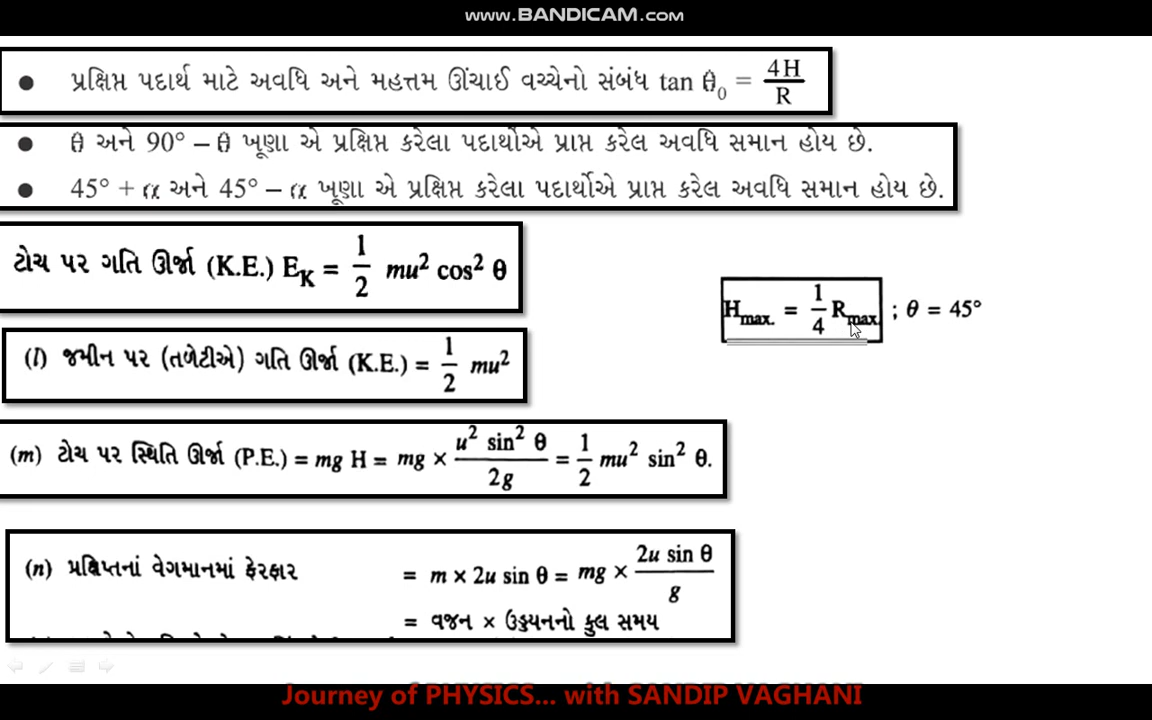 www.BANDICAM.com
• પ્રક્ષિપ્ત પદાર્થ માટે અવધિ અને મહત્તમ ઊંચાઈ વચ્ચેનો સંબંધ tan θ₀ = 4H/R
• θ અને 90° – θ ખૂણા એ પ્રક્ષિપ્ત કરેલા પદાર્થોએ પ્રાપ્ત કરેલ અવધિ સમાન હોય છે.
• 45° + α અને 45° – α ખૂણા એ પ્રક્ષિપ્ત કરેલા પદાર્થોએ પ્રાપ્ત કરેલ અવધિ સમાન હોય છે.
ટોચ પર ગતિ ઊર્જા (K.E.) E_K = 1/2 mu² cos² θ
H_max. = 1/4 R_max. ; θ = 45°
(l) જમીન પર (તળેટીએ) ગતિ ઊર્જા (K.E.) = 1/2 mu²
(m) ટોચ પર સ્થિતિ ઊર્જા (P.E.) = mg H = mg × u² sin² θ/2g = 1/2 mu² sin² θ.
(n) પ્રક્ષિપ્તનાં વેગમાનમાં ફેરફાર = m × 2u sin θ = mg × 2u sin θ/g
= વજન × ઉડ્ડયનનો કુલ સમય
Journey of PHYSICS... with SANDIP VAGHANI